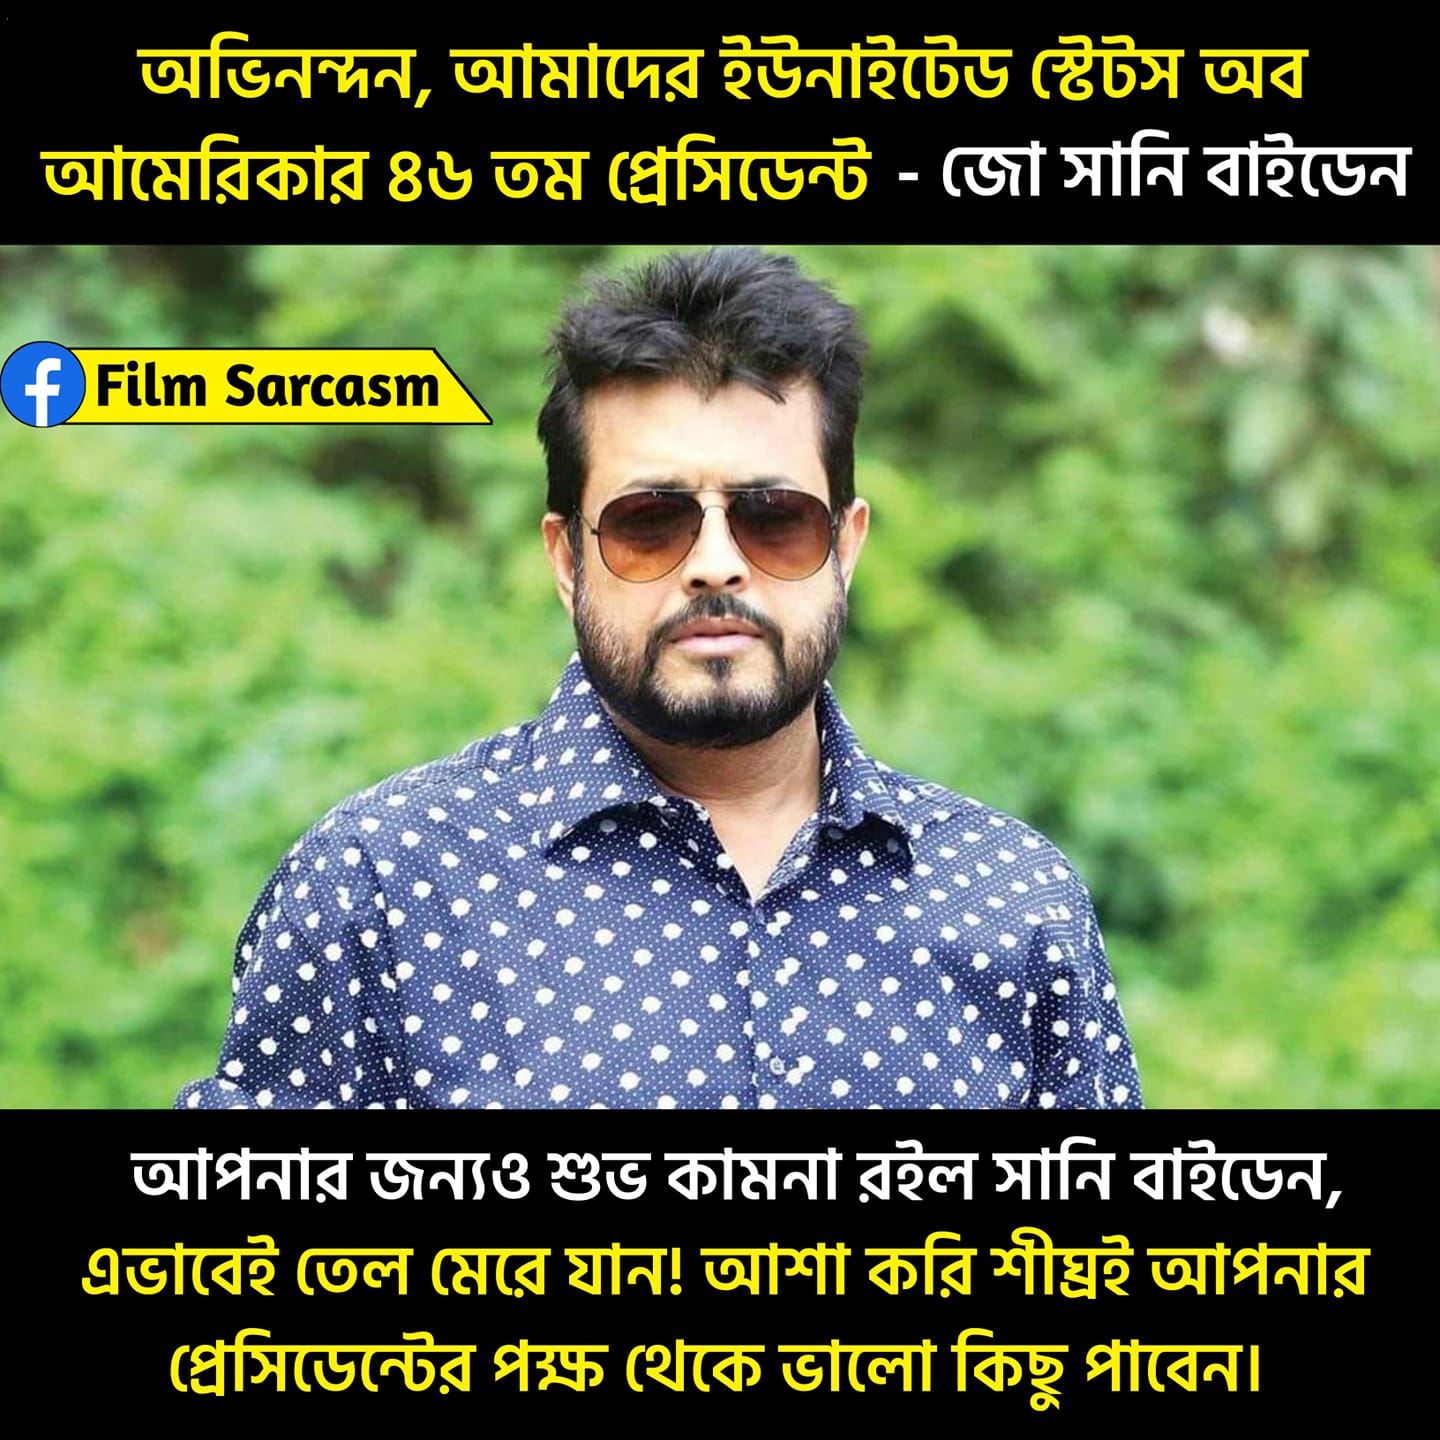 অভিনন্দন, আমাদের ইউনাইটেড স্টেটস অব
আমেরিকার ৪৬ তম প্রেসিডেন্ট - জো সানি বাইডেন
Film Sarcasm
আপনার জন্যও শুভ কামনা রইল সানি বাইডেন,
এভাবেই তেল মেরে যান! আশা করি শীঘ্রই আপনার
প্রেসিডেন্টের পক্ষ থেকে ভালো কিছু পাবেন।